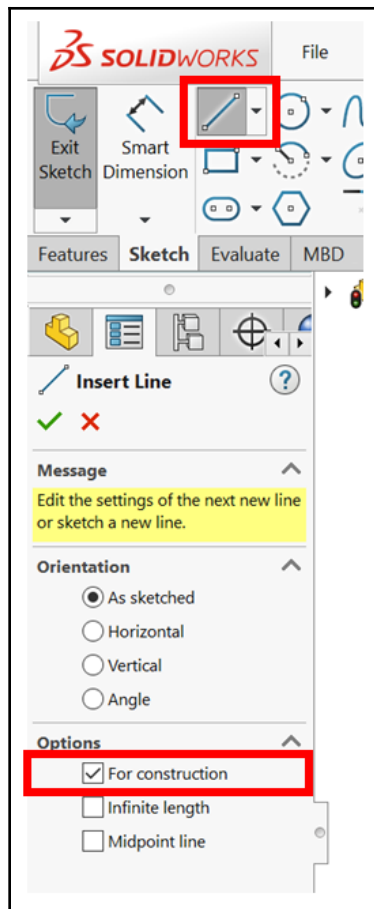 SOLIDWORKS File
Exit Sketch
Smart Dimension
Features Sketch Evaluate MBD
Insert Line ?
Message
Edit the settings of the next new line
or sketch a new line.
Orientation
As sketched
Horizontal
Vertical
Angle
Options
For construction
Infinite length
Midpoint line